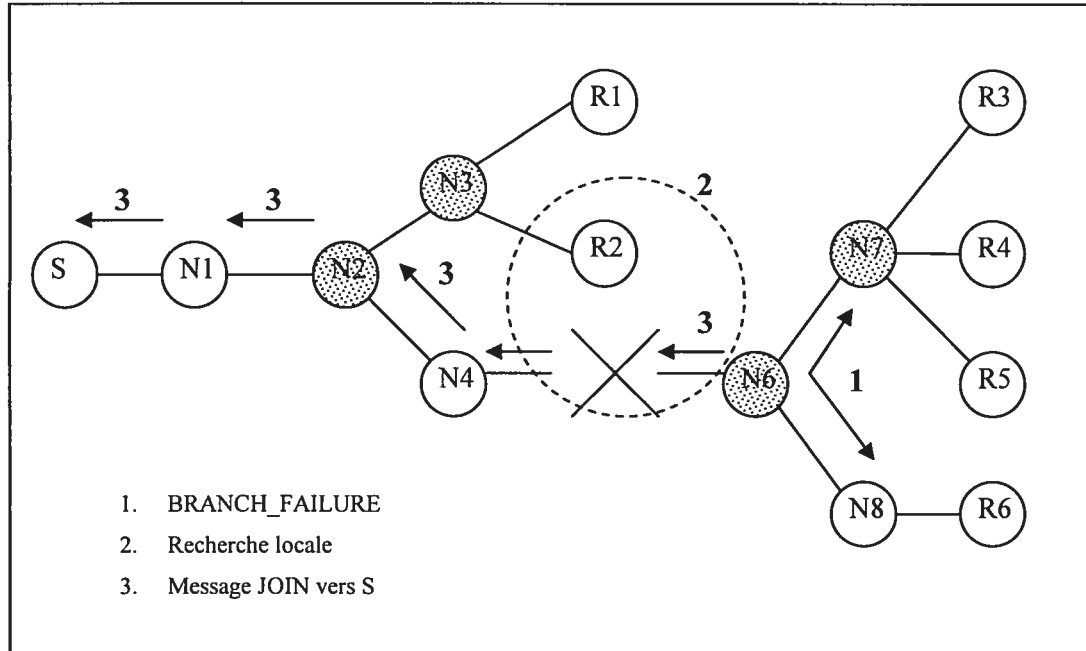 R1
R3
N3
2
3
3
R2
N7
R4
S
N1
N2
3
3
N4
N6
1
R5
N8
R6
1. BRANCH_FAILURE
2. Recherche locale
3. Message JOIN vers S